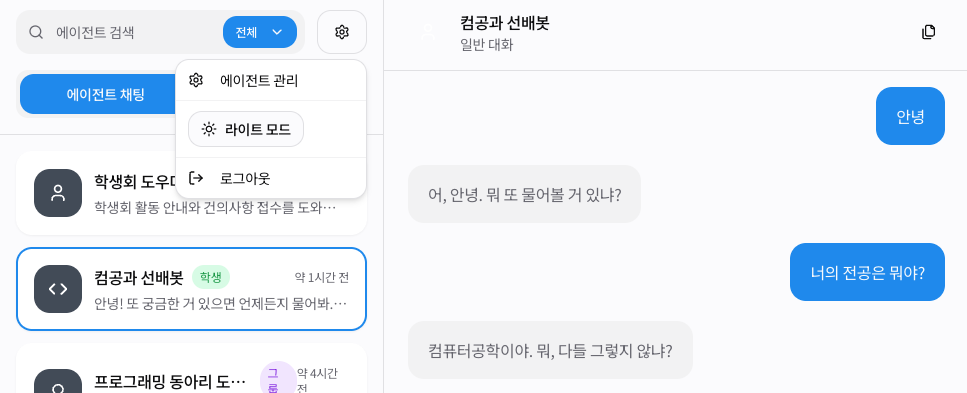 에이전트 검색
전체
에이전트 관리
라이트 모드
로그아웃
에이전트 채팅
학생회 도우
학생회 활동 안내와 건의사항 접수를 도와…
컴공과 선배봇
학생
약 1시간 전
안녕! 또 궁금한 거 있으면 언제든지 물어봐.…
프로그래밍 동아리 도…
그룹
약 4시간 전
컴공과 선배봇
일반 대화
안녕
어, 안녕. 뭐 또 물어볼 거 있냐?
너의 전공은 뭐야?
컴퓨터공학이야. 뭐, 다들 그렇지 않냐?